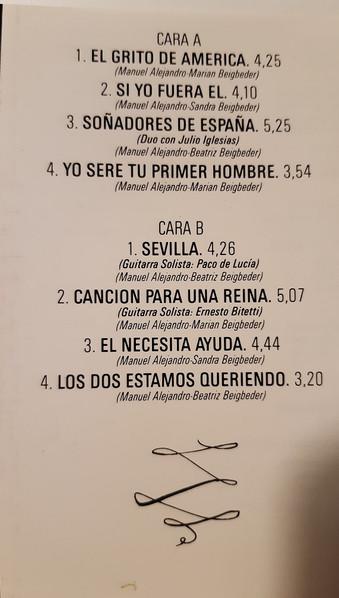 CARA A
1. EL GRITO DE AMERICA. 4,25
(Manuel Alejandro-Marian Beigbeder)
2. SI YO FUERA EL. 4,10
(Manuel Alejandro-Sandra Beigbeder)
3. SOÑADORES DE ESPAÑA. 5,25
(Duo con Julio Iglesias)
(Manuel Alejandro-Beatriz Beigbeder)
4. YO SERE TU PRIMER HOMBRE. 3,54
(Manuel Alejandro-Marian Beigbeder)
CARA B
1. SEVILLA. 4,26
(Guitarra Solista: Paco de Lucía)
(Manuel Alejandro-Beatriz Beigbeder)
2. CANCION PARA UNA REINA. 5,07
(Guitarra Solista: Ernesto Bitetti)
(Manuel Alejandro-Marian Beigbeder)
3. EL NECESITA AYUDA. 4,44
(Manuel Alejandro-Sandra Beigbeder)
4. LOS DOS ESTAMOS QUERIENDO. 3,20
(Manuel Alejandro-Beatriz Beigbeder)